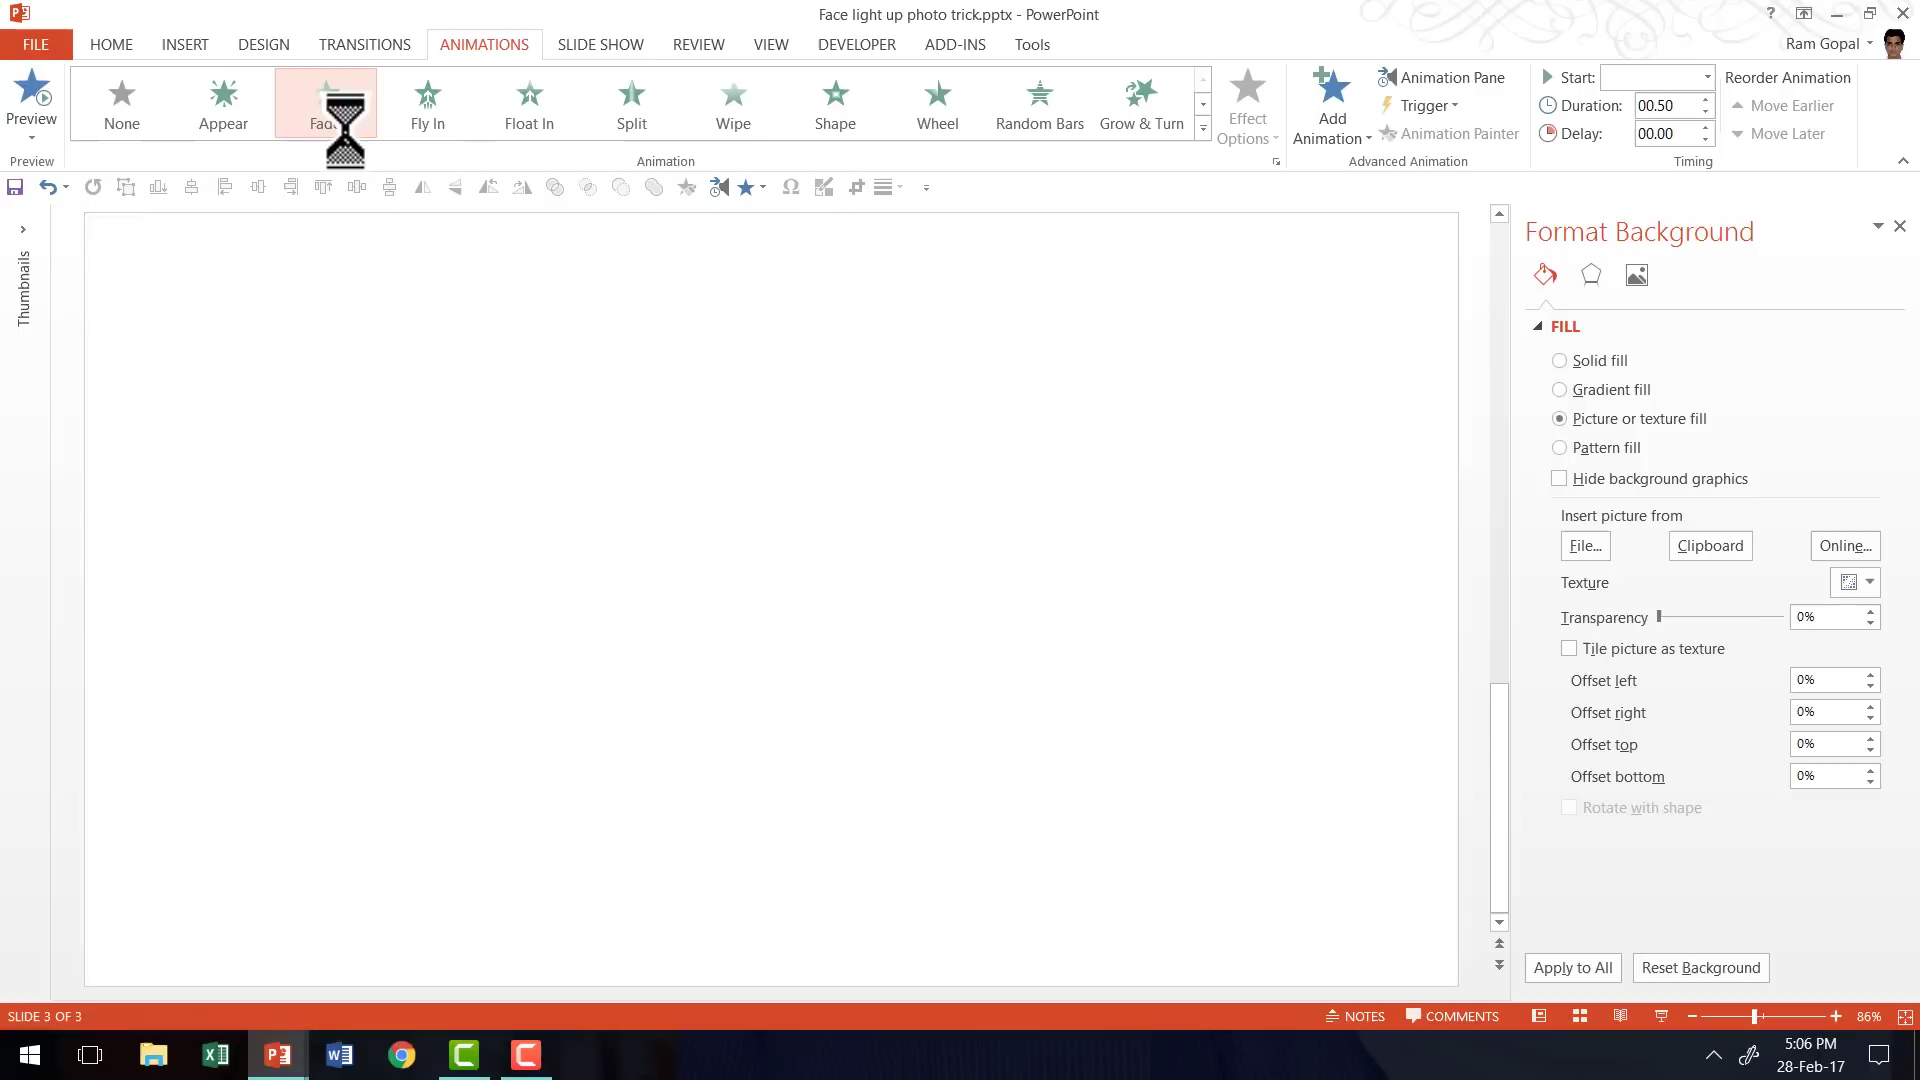 Face light up photo trick.pptx - PowerPoint
FILE HOME INSERT DESIGN TRANSITIONS ANIMATIONS SLIDE SHOW REVIEW VIEW DEVELOPER ADD-INS Tools Ram Gopal
Preview
None Appear Fly In Float In Split Wipe Shape Wheel Random Bars Grow & Turn
Effect Options
Add Animation
Animation Pane
Trigger
Animation Painter
Start:
Duration: 00.50
Delay: 00.00
Reorder Animation
Move Earlier
Move Later
Preview Animation Advanced Animation Timing
Thumbnails
Format Background
FILL
Solid fill
Gradient fill
Picture or texture fill
Pattern fill
Hide background graphics
Insert picture from
File... Clipboard Online...
Texture
Transparency 0%
Tile picture as texture
Offset left 0%
Offset right 0%
Offset top 0%
Offset bottom 0%
Rotate with shape
Apply to All Reset Background
SLIDE 3 OF 3 NOTES COMMENTS 86%
5:06 PM
28-Feb-17